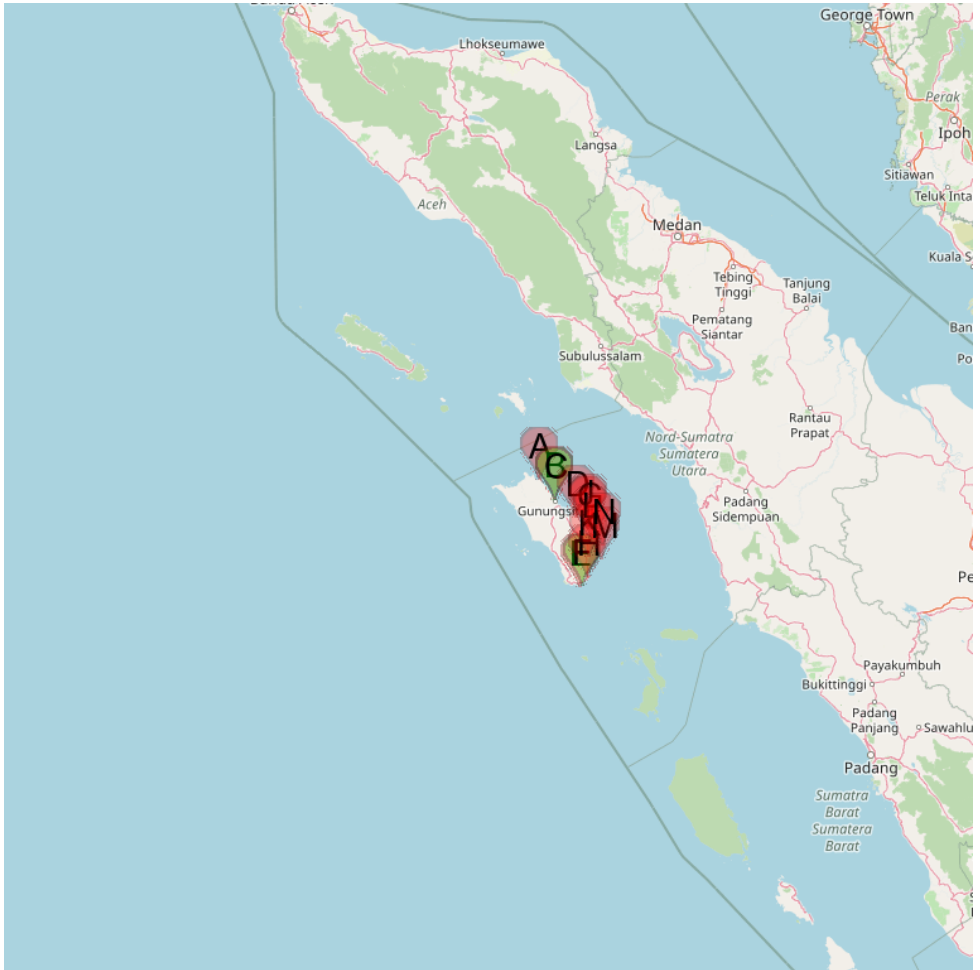 George Town
Lhokseumawe
Perak
Ipoh
Langsa
Sitiawan
Teluk Inta
Aceh
Medan
Kuala S
Tebing
Tinggi
Tanjung
Balai
Pematang
Siantar
Ban
Subulussalam
Po
Rantau
Prapat
Nord-Sumatra
Sumatera
Utara
A
C
D
Padang
Sidempuan
N
M
H
E
Pe
Payakumbuh
Bukittinggi
Padang
Panjang
Sawahlu
Padang
Sumatra
Barat
Sumatera
Barat